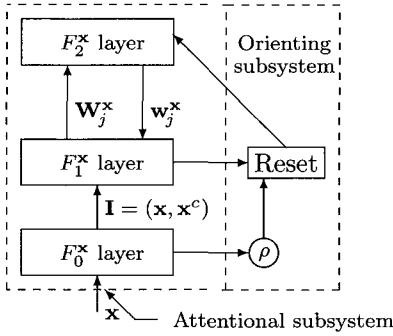 F₂ˣ layer
Orienting
subsystem
Wⱼˣ
wⱼˣ
F₁ˣ layer
Reset
I = (x, xᶜ)
F₀ˣ layer
ρ
x
Attentional subsystem